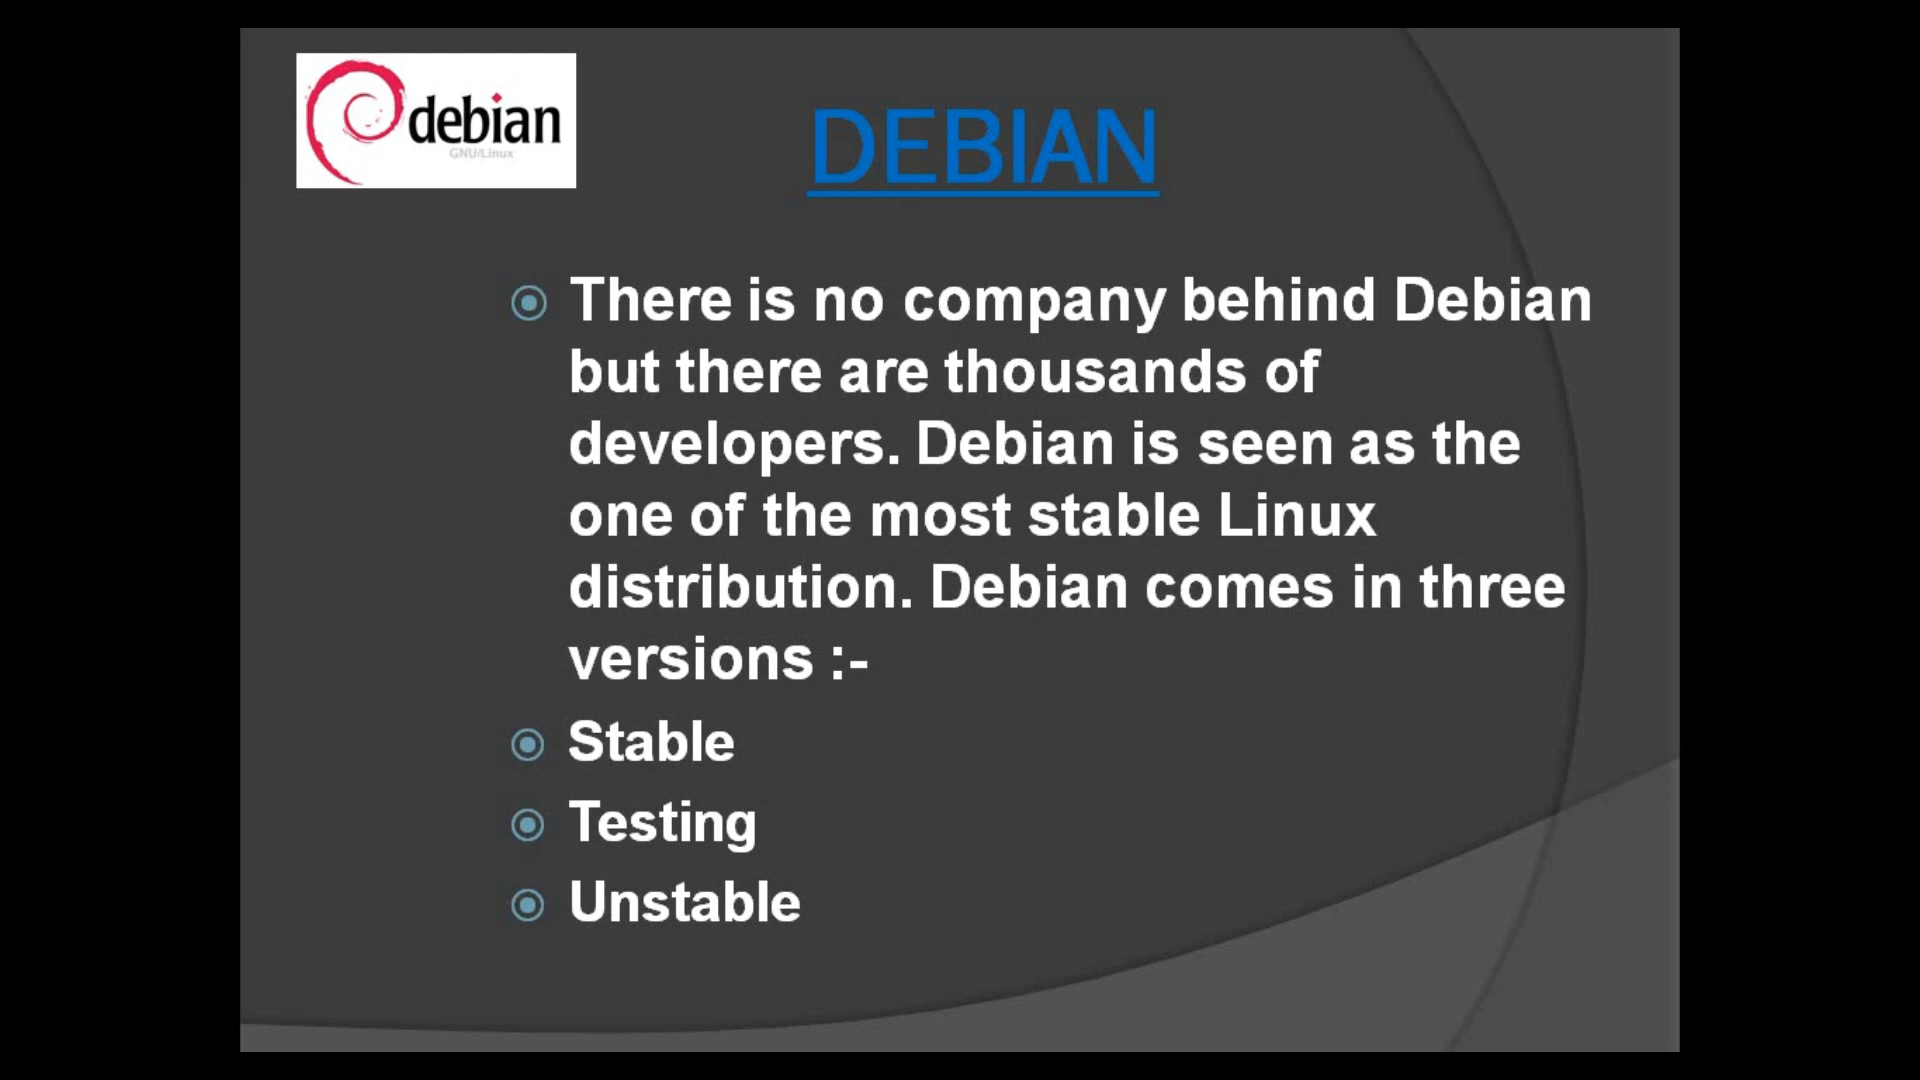 debian
GNU/Linux
DEBIAN
There is no company behind Debian
but there are thousands of
developers. Debian is seen as the
one of the most stable Linux
distribution. Debian comes in three
versions :-
Stable
Testing
Unstable